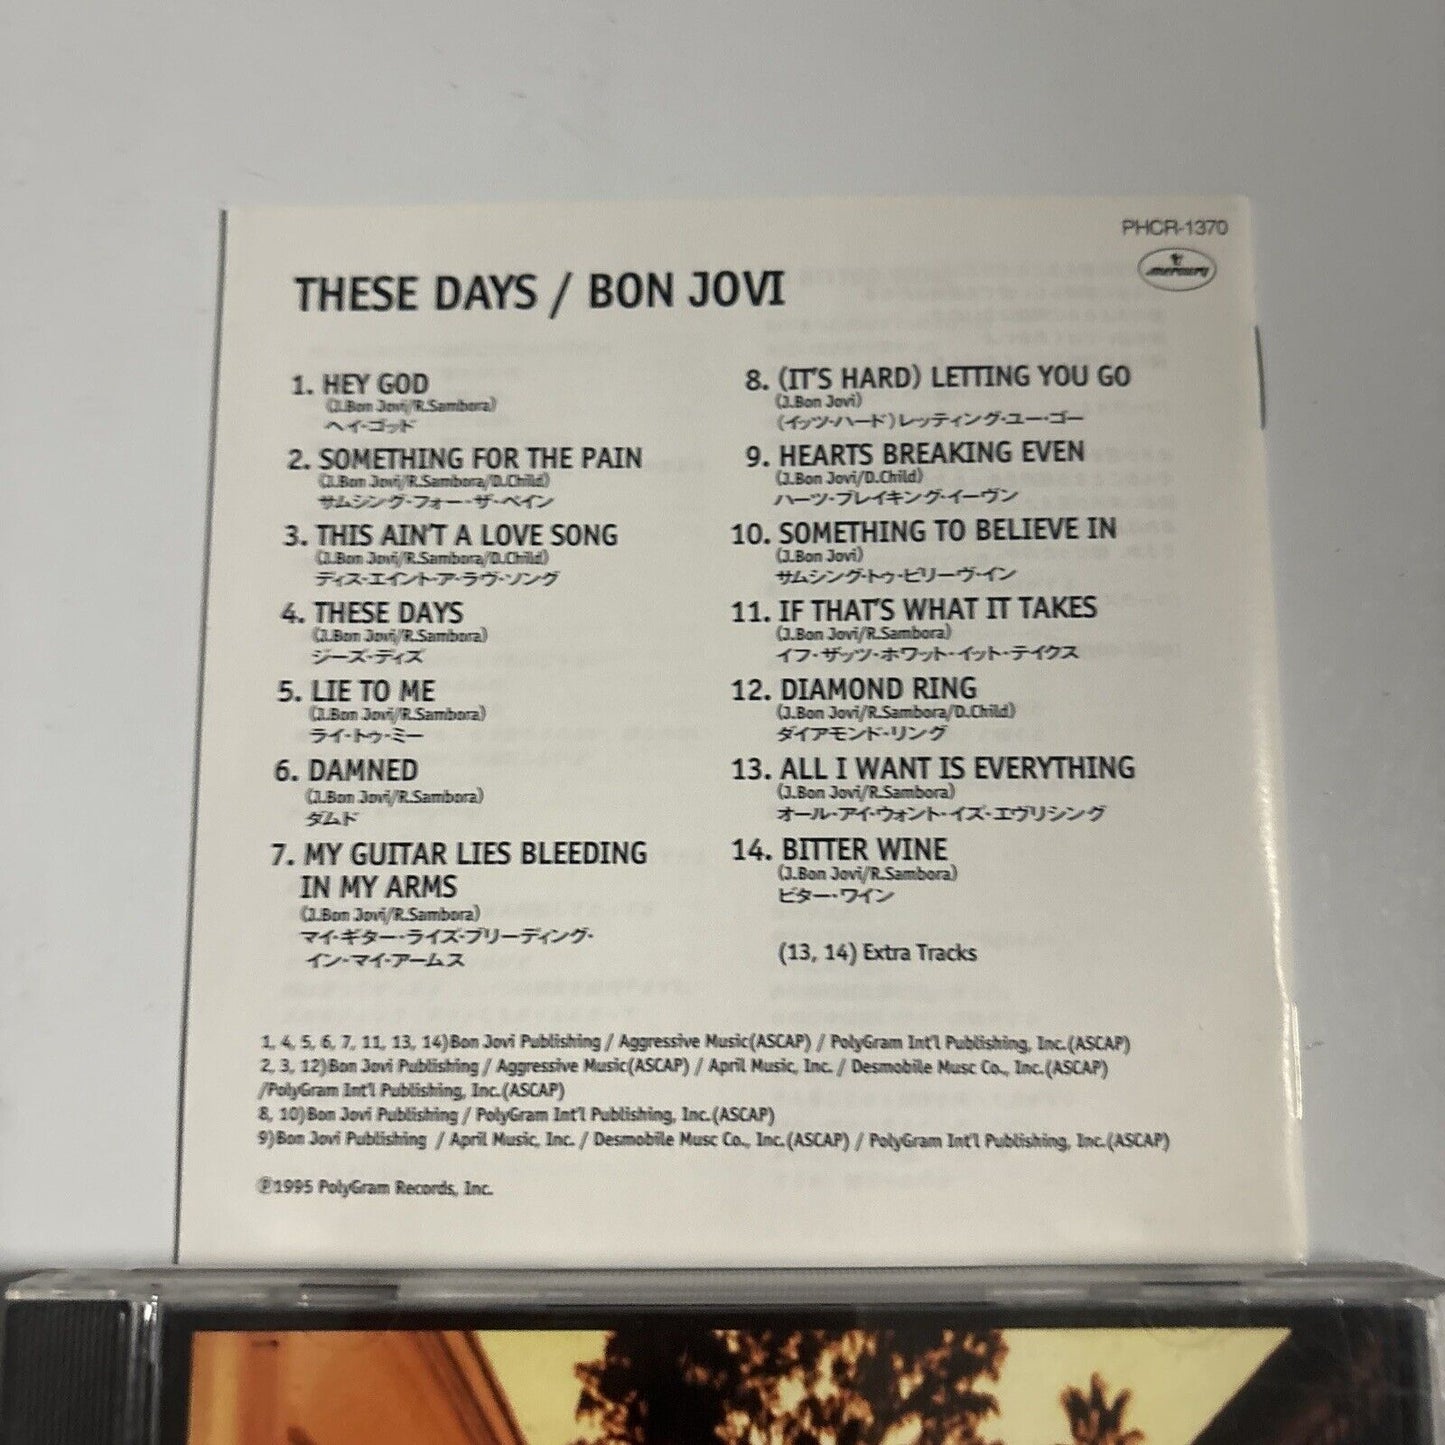 PHCR-1370
mercury
THESE DAYS / BON JOVI
1. HEY GOD
(J.Bon Jovi/R.Sambora)
ヘイ・ゴッド
2. SOMETHING FOR THE PAIN
(J.Bon Jovi/R.Sambora/D.Child)
サムシング・フォー・ザ・ペイン
3. THIS AIN'T A LOVE SONG
(J.Bon Jovi/R.Sambora/D.Child)
ディス・エイント・ア・ラヴ・ソング
4. THESE DAYS
(J.Bon Jovi/R.Sambora)
ジーズ・デイズ
5. LIE TO ME
(J.Bon Jovi/R.Sambora)
ライ・トゥ・ミー
6. DAMNED
(J.Bon Jovi/R.Sambora)
ダムド
7. MY GUITAR LIES BLEEDING
IN MY ARMS
(J.Bon Jovi/R.Sambora)
マイ・ギター・ライズ・ブリーディング・
イン・マイ・アームス
8. (IT'S HARD) LETTING YOU GO
(J.Bon Jovi)
(イッツ・ハード)レッティング・ユー・ゴー
9. HEARTS BREAKING EVEN
(J.Bon Jovi/D.Child)
ハーツ・ブレイキング・イーヴン
10. SOMETHING TO BELIEVE IN
(J.Bon Jovi)
サムシング・トゥ・ビリーヴ・イン
11. IF THAT'S WHAT IT TAKES
(J.Bon Jovi/R.Sambora)
イフ・ザッツ・ホワット・イット・テイクス
12. DIAMOND RING
(J.Bon Jovi/R.Sambora/D.Child)
ダイアモンド・リング
13. ALL I WANT IS EVERYTHING
(J.Bon Jovi/R.Sambora)
オール・アイ・ウォント・イズ・エヴリシング
14. BITTER WINE
(J.Bon Jovi/R.Sambora)
ビター・ワイン
(13, 14) Extra Tracks
1, 4, 5, 6, 7, 11, 13, 14)Bon Jovi Publishing / Aggressive Music(ASCAP) / PolyGram Int'l Publishing, Inc.(ASCAP)
2, 3, 12)Bon Jovi Publishing / Aggressive Music(ASCAP) / April Music, Inc. / Desmobile Musc Co., Inc.(ASCAP)
/PolyGram Int'l Publishing, Inc.(ASCAP)
8, 10)Bon Jovi Publishing / PolyGram Int'l Publishing, Inc.(ASCAP)
9)Bon Jovi Publishing / April Music, Inc. / Desmobile Musc Co., Inc.(ASCAP) / PolyGram Int'l Publishing, Inc.(ASCAP)
℗1995 PolyGram Records, Inc.